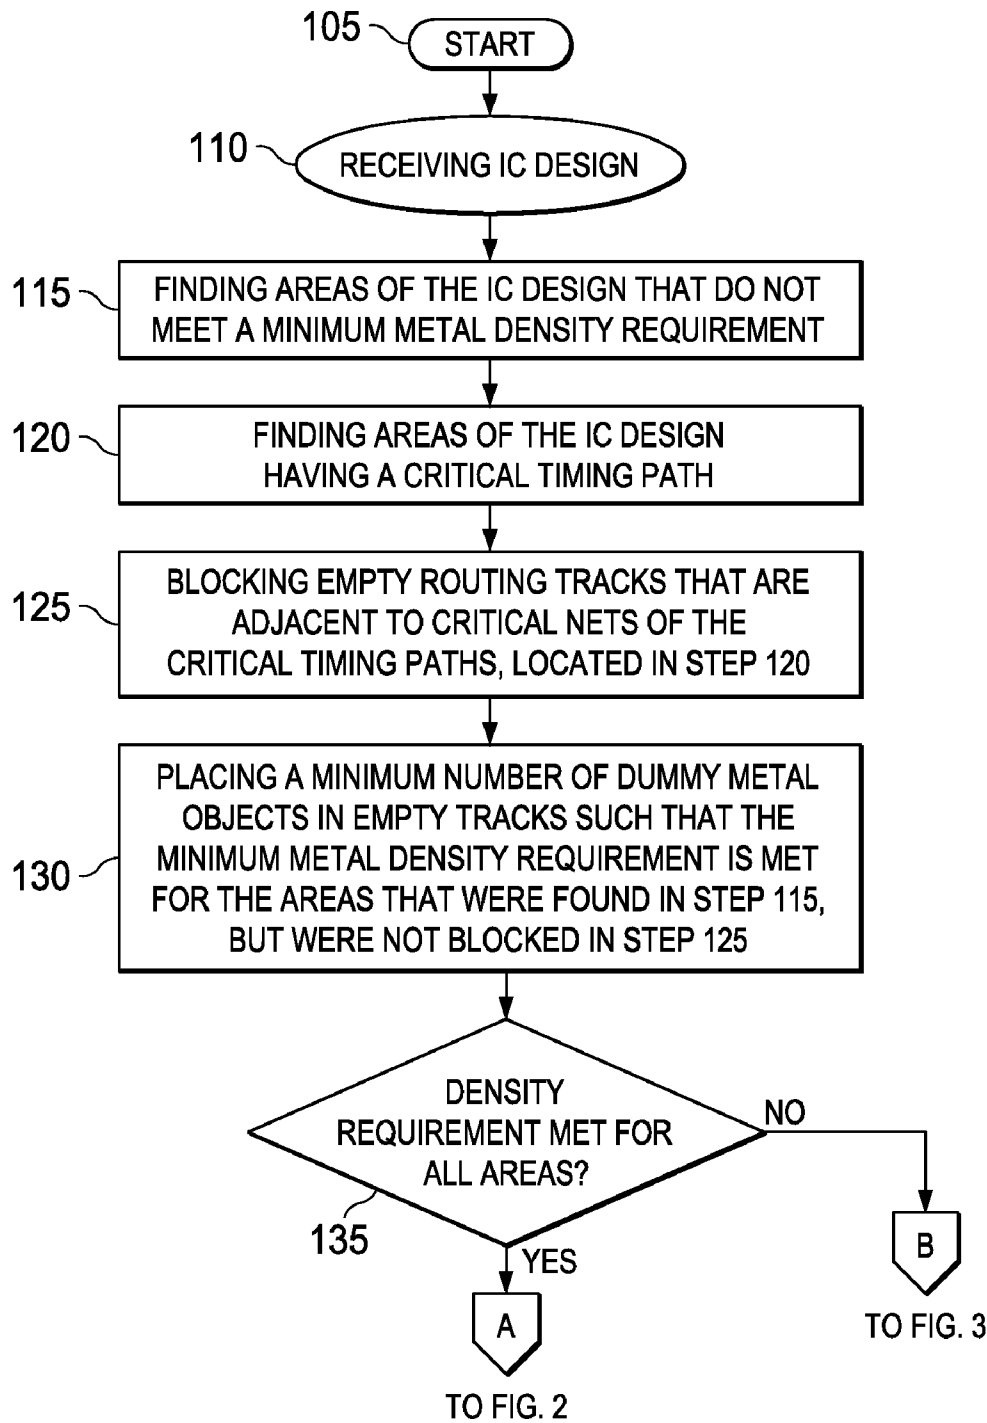 105
START
110
RECEIVING IC DESIGN
115
FINDING AREAS OF THE IC DESIGN THAT DO NOT
MEET A MINIMUM METAL DENSITY REQUIREMENT
120
FINDING AREAS OF THE IC DESIGN
HAVING A CRITICAL TIMING PATH
125
BLOCKING EMPTY ROUTING TRACKS THAT ARE
ADJACENT TO CRITICAL NETS OF THE
CRITICAL TIMING PATHS, LOCATED IN STEP 120
130
PLACING A MINIMUM NUMBER OF DUMMY METAL
OBJECTS IN EMPTY TRACKS SUCH THAT THE
MINIMUM METAL DENSITY REQUIREMENT IS MET
FOR THE AREAS THAT WERE FOUND IN STEP 115,
BUT WERE NOT BLOCKED IN STEP 125
DENSITY
REQUIREMENT MET FOR
ALL AREAS?
135
NO
YES
B
TO FIG. 3
A
TO FIG. 2